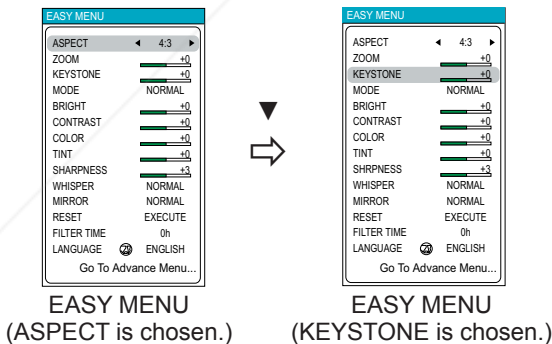 EASY MENU
ASPECT ◀ 4:3 ▶
ZOOM +0
KEYSTONE +0
MODE NORMAL
BRIGHT +0
CONTRAST +0
COLOR +0
TINT +0
SHARPNESS +3
WHISPER NORMAL
MIRROR NORMAL
RESET EXECUTE
FILTER TIME 0h
LANGUAGE ENGLISH
Go To Advance Menu...
EASY MENU
(ASPECT is chosen.)
▼
⇨
EASY MENU
ASPECT ◀ 4:3 ▶
ZOOM +0
KEYSTONE +0
MODE NORMAL
BRIGHT +0
CONTRAST +0
COLOR +0
TINT +0
SHRPNESS +3
WHISPER NORMAL
MIRROR NORMAL
RESET EXECUTE
FILTER TIME 0h
LANGUAGE ENGLISH
Go To Advance Menu...
EASY MENU
(KEYSTONE is chosen.)